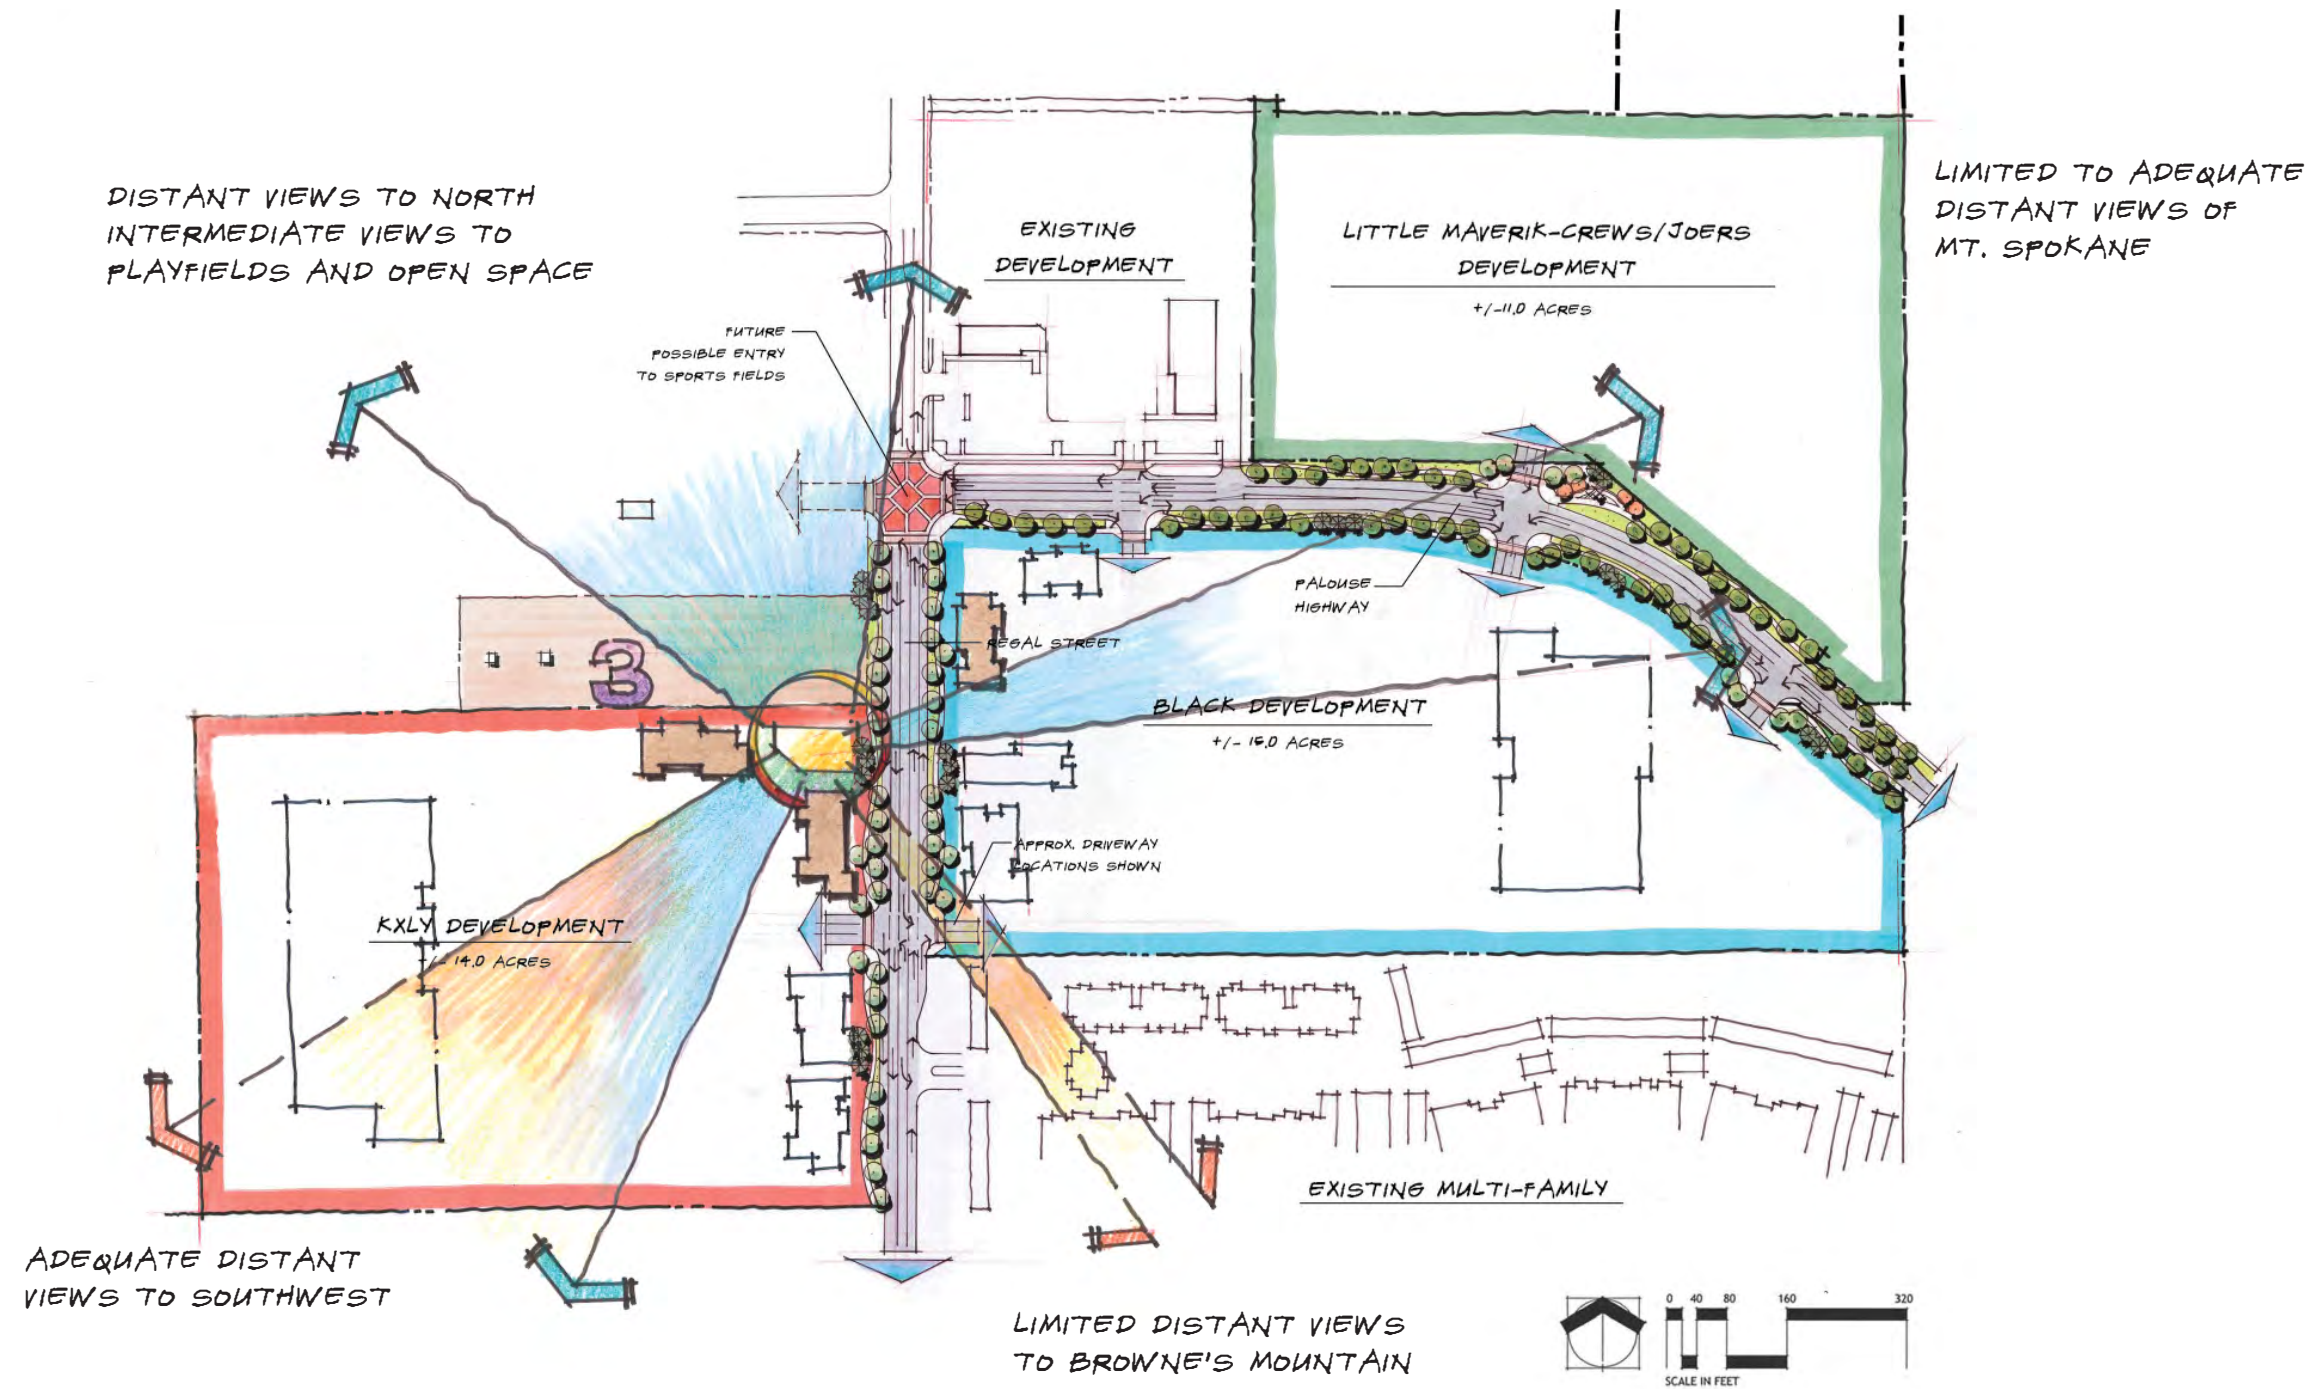 DISTANT VIEWS TO NORTH
INTERMEDIATE VIEWS TO
PLAYFIELDS AND OPEN SPACE
LIMITED TO ADEQUATE
DISTANT VIEWS OF
MT. SPOKANE
EXISTING
DEVELOPMENT
LITTLE MAVERIK-CREWS/JOERS
DEVELOPMENT
+/-11.0 ACRES
FUTURE
POSSIBLE ENTRY
TO SPORTS FIELDS
PALOUSE
HIGHWAY
REGAL STREET
3
BLACK DEVELOPMENT
+/- 15.0 ACRES
APPROX. DRIVEWAY
LOCATIONS SHOWN
KXLY DEVELOPMENT
+/- 14.0 ACRES
EXISTING MULTI-FAMILY
ADEQUATE DISTANT
VIEWS TO SOUTHWEST
LIMITED DISTANT VIEWS
TO BROWNE'S MOUNTAIN
0 40 80 160 320
SCALE IN FEET